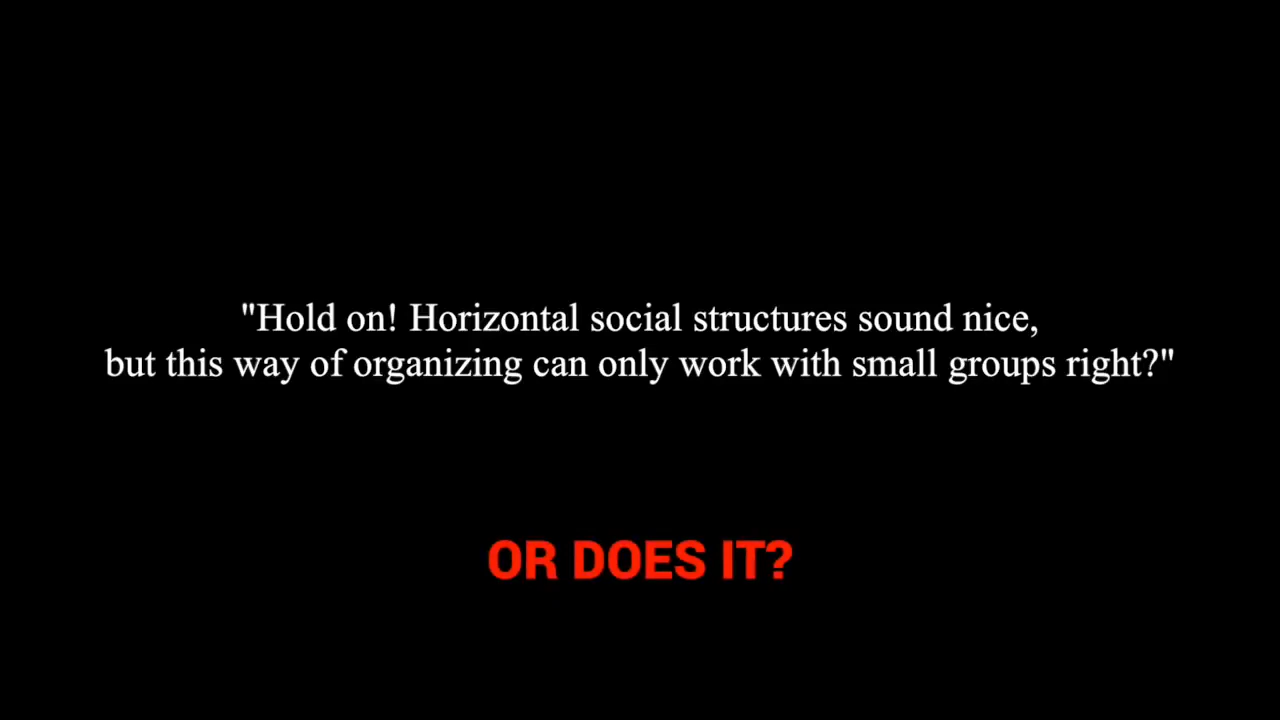 "Hold on! Horizontal social structures sound nice,
but this way of organizing can only work with small groups right?"
OR DOES IT?